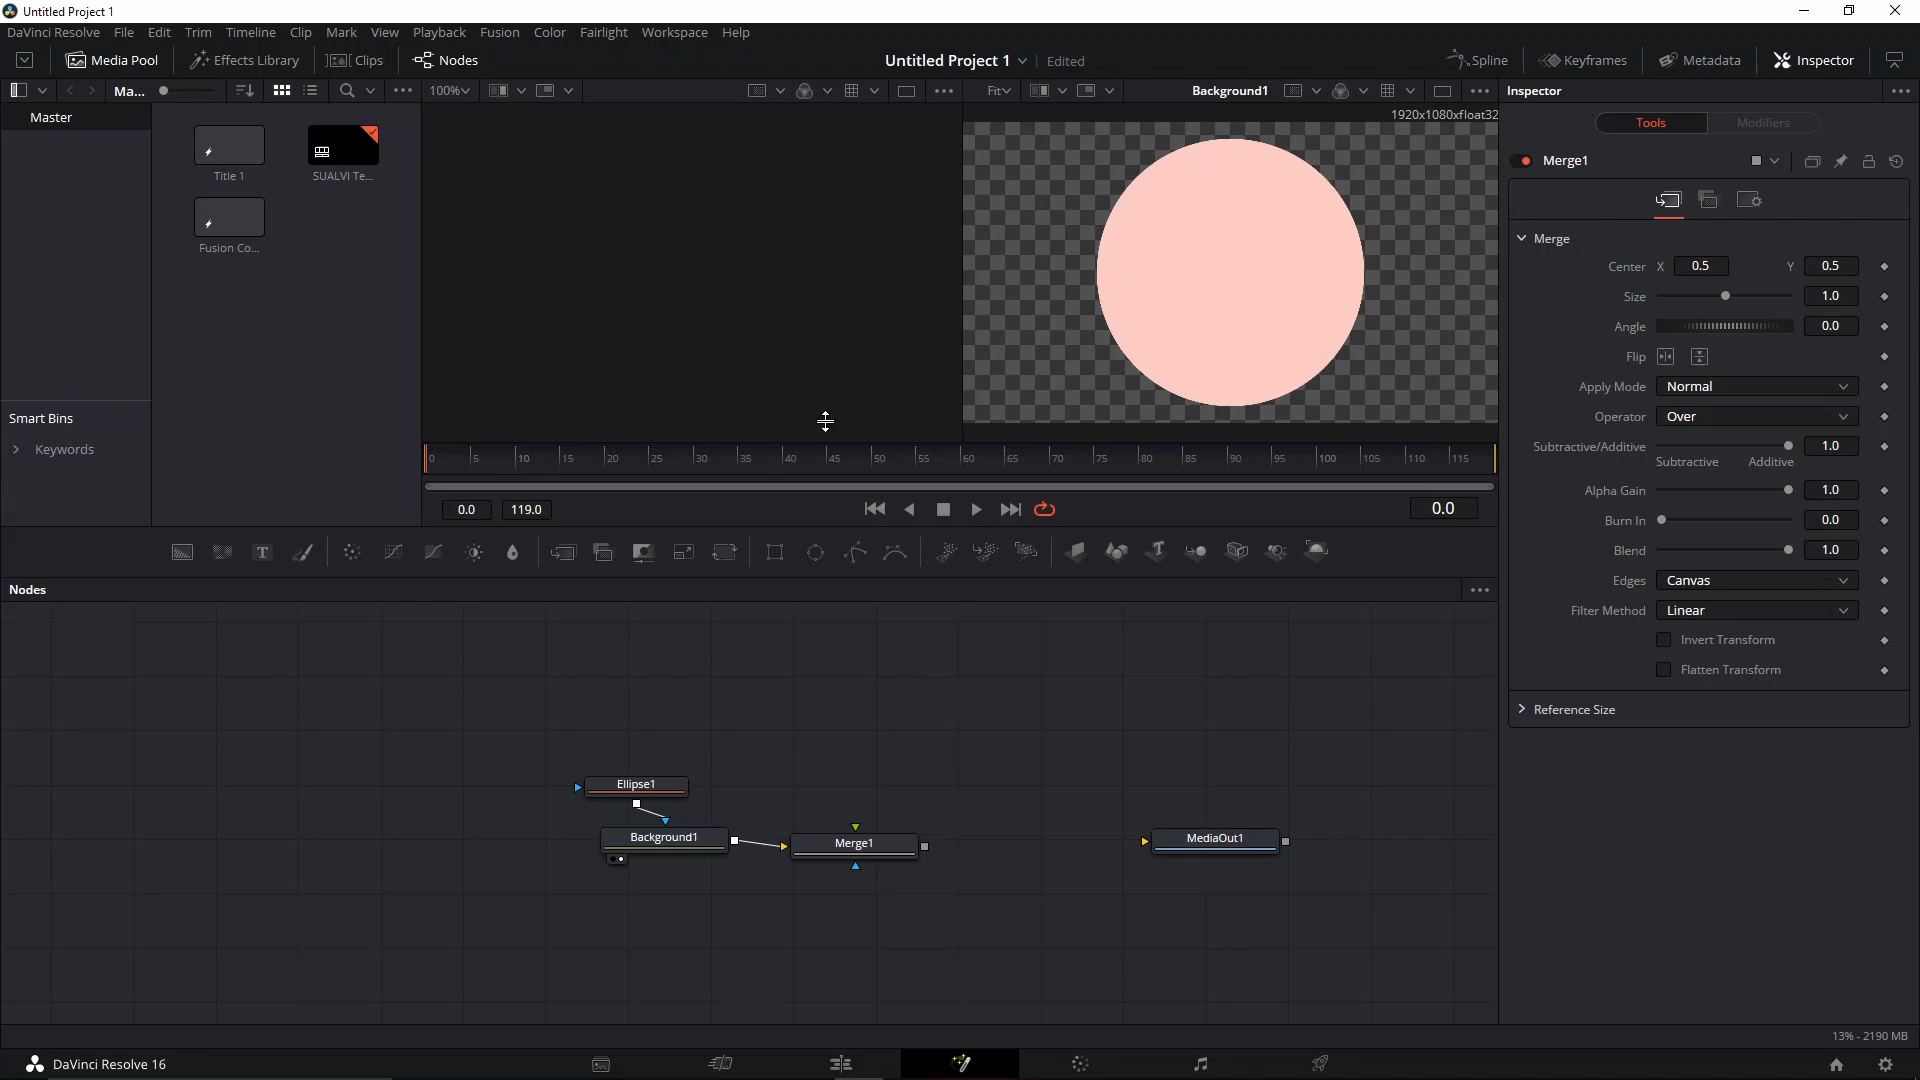 Untitled Project 1
DaVinci Resolve File Edit Trim Timeline Clip Mark View Playback Fusion Color Fairlight Workspace Help
Media Pool Effects Library Clips Nodes Untitled Project 1 Edited Spline Keyframes Metadata Inspector
Ma... 100% Fit Background1 Inspector
Master
1920x1080xfloat32
Tools Modifiers
Title 1
SUALVI Te...
Fusion Co...
Smart Bins
Keywords
Merge1
Merge
Center X 0.5 Y 0.5
Size 1.0
Angle 0.0
Flip
Apply Mode Normal
Operator Over
Subtractive/Additive 1.0
Subtractive Additive
Alpha Gain 1.0
Burn In 0.0
Blend 1.0
Edges Canvas
Filter Method Linear
Invert Transform
Flatten Transform
Reference Size
0 5 10 15 20 25 30 35 40 45 50 55 60 65 70 75 80 85 90 95 100 105 110 115
0.0 119.0 0.0
T
Nodes
Ellipse1
Background1
Merge1
MediaOut1
13% - 2190 MB
DaVinci Resolve 16